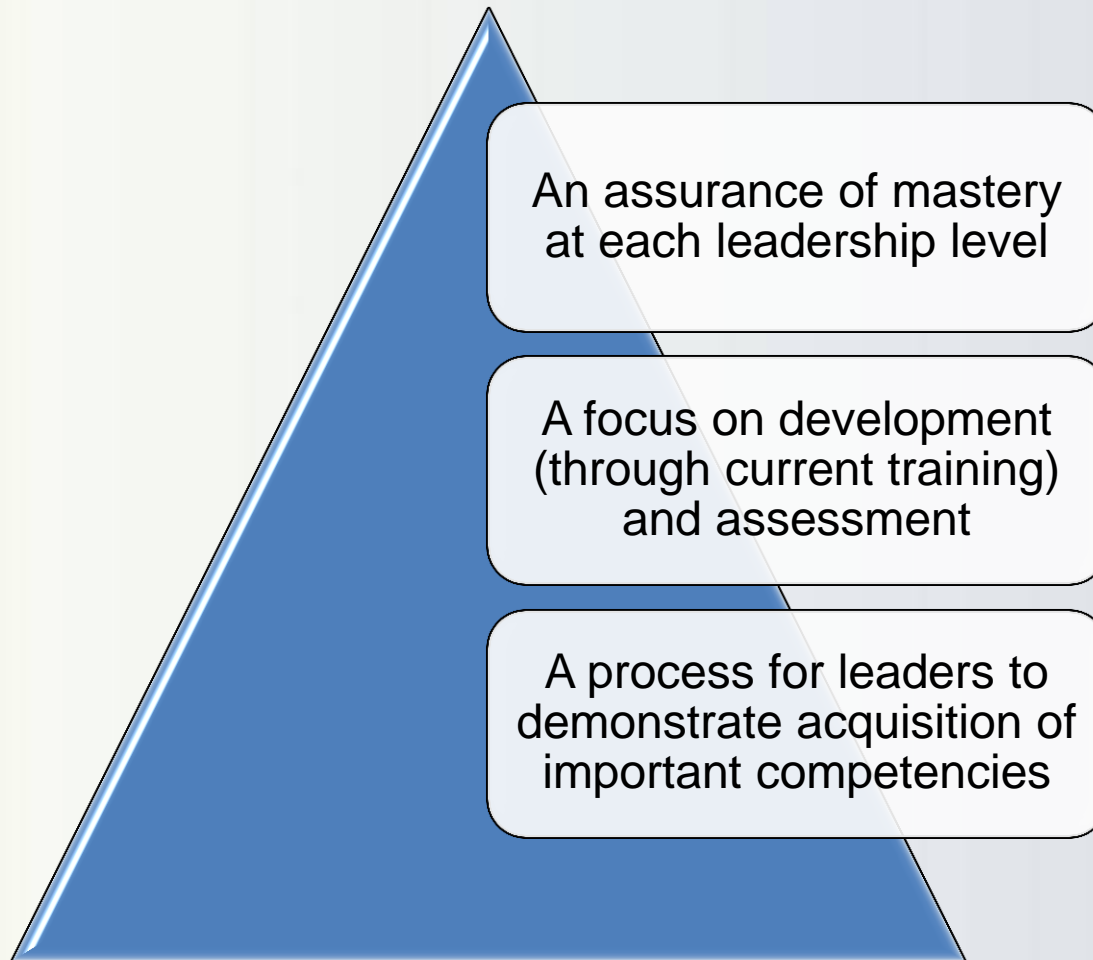 An assurance of mastery
at each leadership level
A focus on development
(through current training)
and assessment
A process for leaders to
demonstrate acquisition of
important competencies